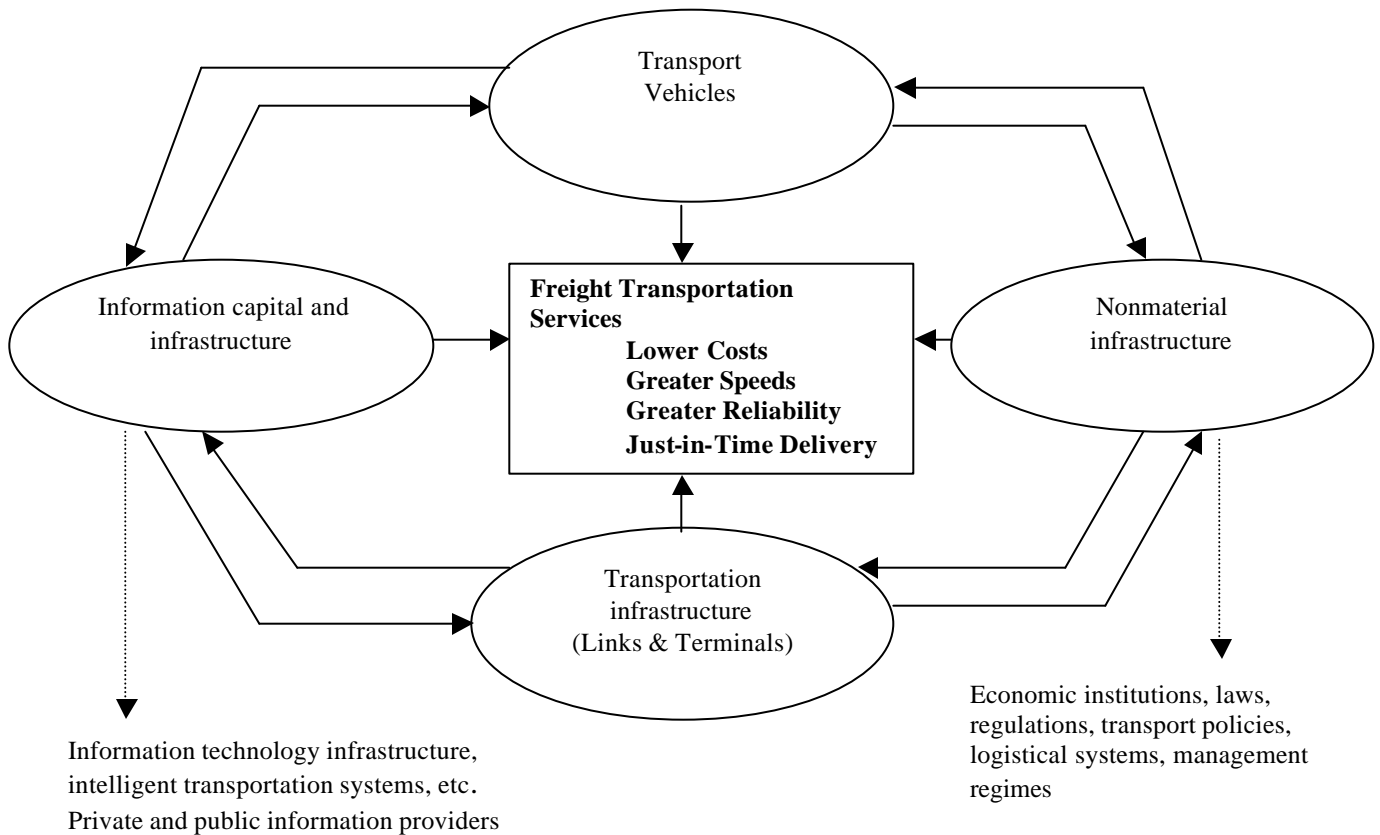 Transport
Vehicles
Information capital and
infrastructure
Freight Transportation
Services
Lower Costs
Greater Speeds
Greater Reliability
Just-in-Time Delivery
Nonmaterial
infrastructure
Transportation
infrastructure
(Links & Terminals)
Information technology infrastructure,
intelligent transportation systems, etc.
Private and public information providers
Economic institutions, laws,
regulations, transport policies,
logistical systems, management
regimes